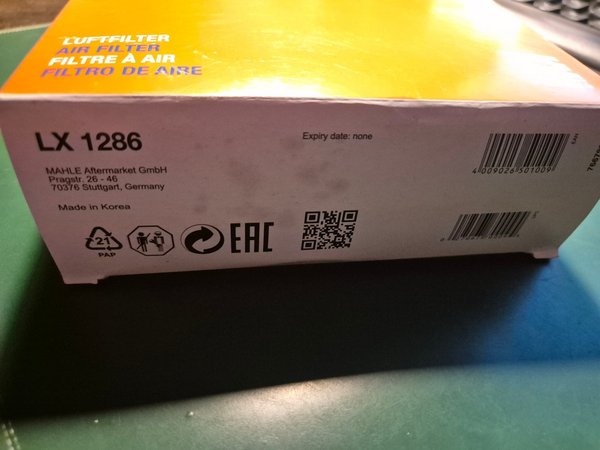 LUFTFILTER
AIR FILTER
FILTRE À AIR
FILTRO DE AIRE
LX 1286
Expiry date: none
MAHLE Aftermarket GmbH
Pragstr. 26 - 46
70376 Stuttgart, Germany
Made in Korea
4 009026 501009
21
PAP
EAC